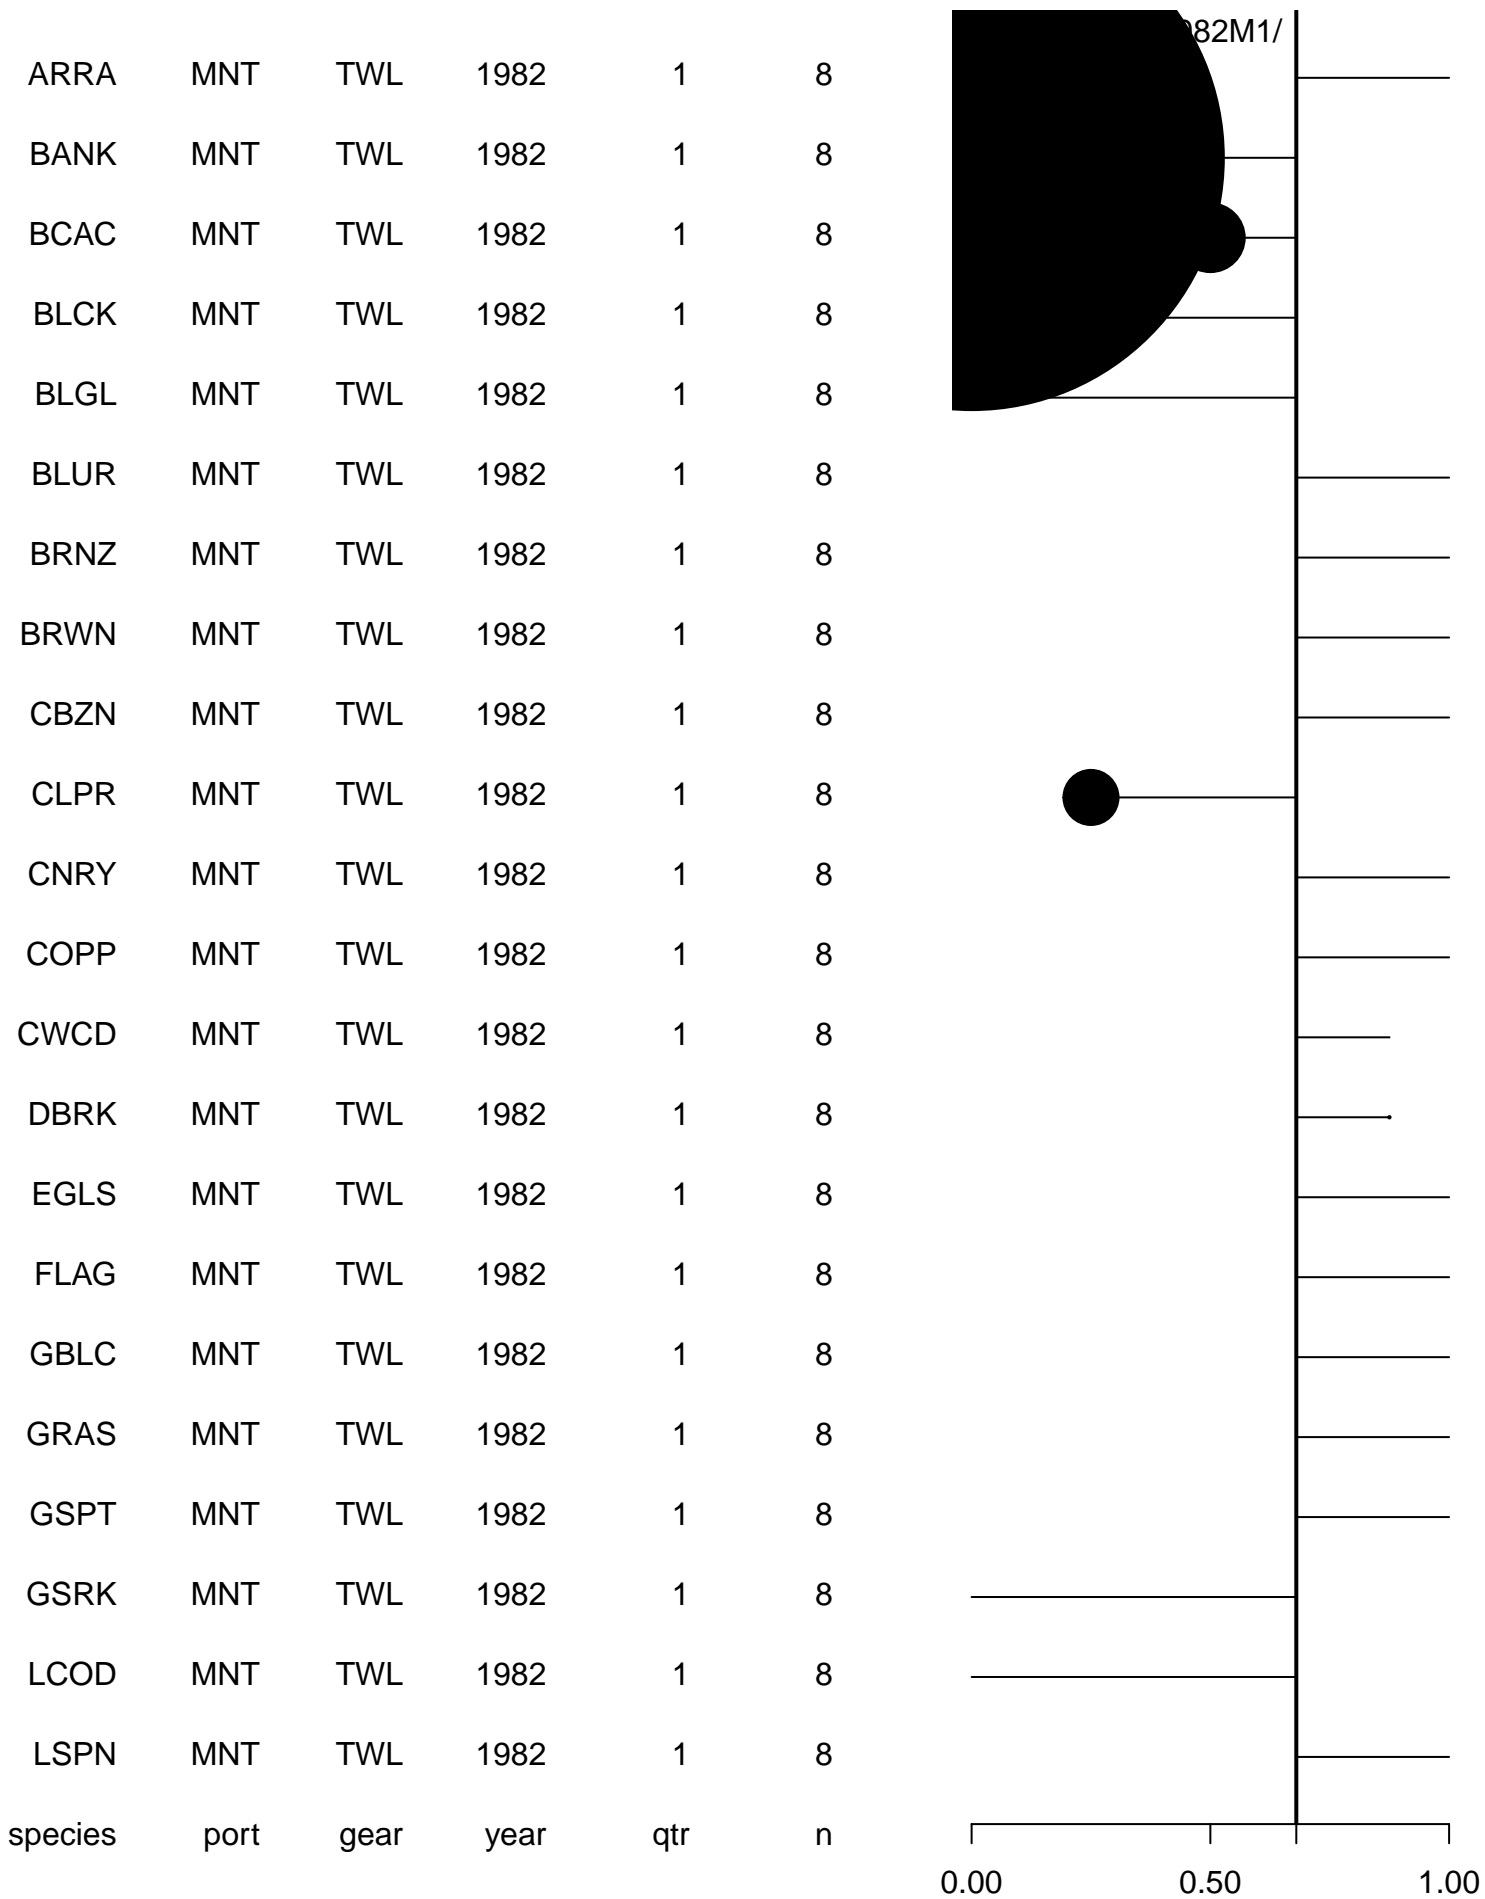 82M1/
ARRA MNT TWL 1982 1 8
BANK MNT TWL 1982 1 8
BCAC MNT TWL 1982 1 8
BLCK MNT TWL 1982 1 8
BLGL MNT TWL 1982 1 8
BLUR MNT TWL 1982 1 8
BRNZ MNT TWL 1982 1 8
BRWN MNT TWL 1982 1 8
CBZN MNT TWL 1982 1 8
CLPR MNT TWL 1982 1 8
CNRY MNT TWL 1982 1 8
COPP MNT TWL 1982 1 8
CWCD MNT TWL 1982 1 8
DBRK MNT TWL 1982 1 8
EGLS MNT TWL 1982 1 8
FLAG MNT TWL 1982 1 8
GBLC MNT TWL 1982 1 8
GRAS MNT TWL 1982 1 8
GSPT MNT TWL 1982 1 8
GSRK MNT TWL 1982 1 8
LCOD MNT TWL 1982 1 8
LSPN MNT TWL 1982 1 8
species port gear year qtr n
0.00 0.50 1.00